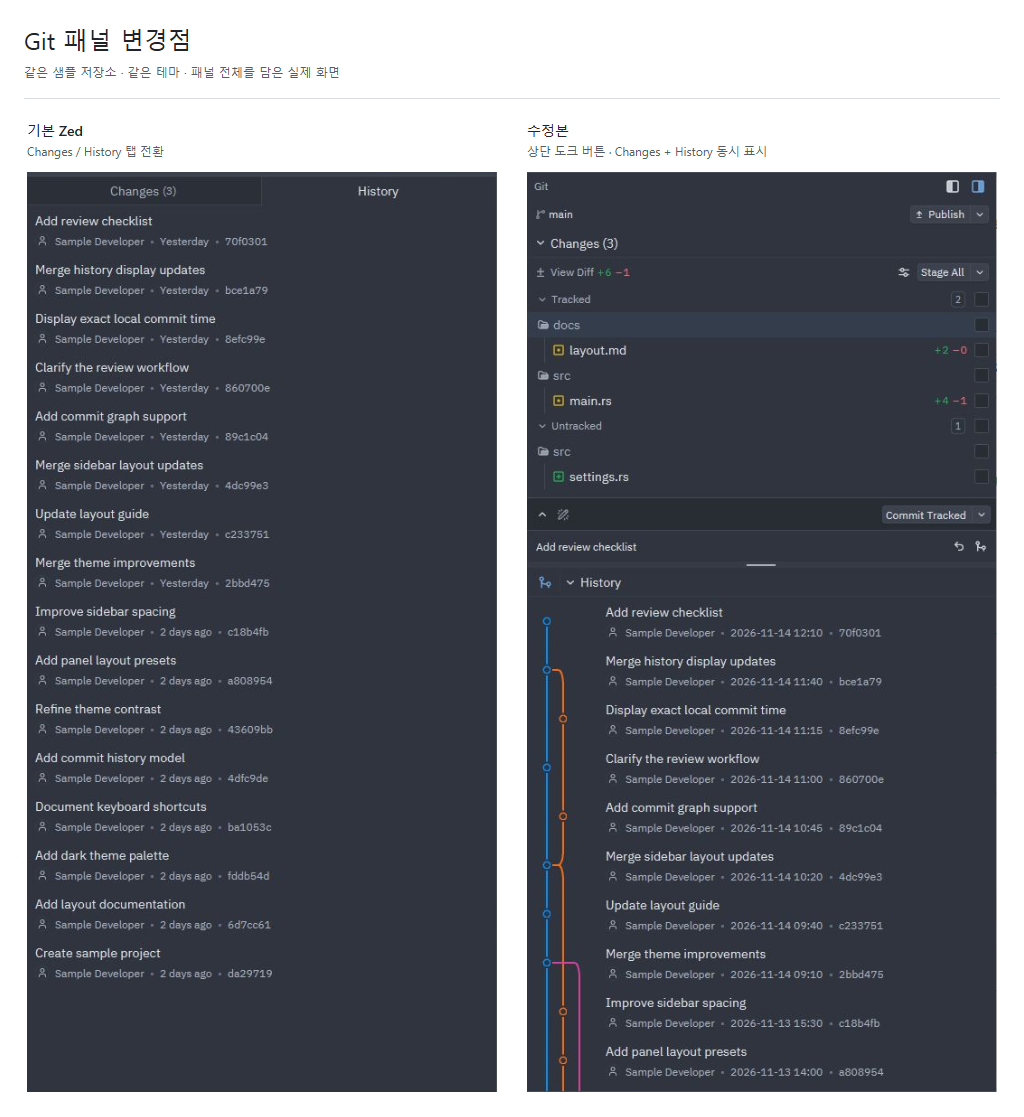 Git 패널 변경점
같은 샘플 저장소 · 같은 테마 · 패널 전체를 담은 실제 화면
기본 Zed
Changes / History 탭 전환
Changes (3)
History
Add review checklist
Sample Developer • Yesterday • 70f0301
Merge history display updates
Sample Developer • Yesterday • bce1a79
Display exact local commit time
Sample Developer • Yesterday • 8efc99e
Clarify the review workflow
Sample Developer • Yesterday • 860700e
Add commit graph support
Sample Developer • Yesterday • 89c1c04
Merge sidebar layout updates
Sample Developer • Yesterday • 4dc99e3
Update layout guide
Sample Developer • Yesterday • c233751
Merge theme improvements
Sample Developer • Yesterday • 2bbd475
Improve sidebar spacing
Sample Developer • 2 days ago • c18b4fb
Add panel layout presets
Sample Developer • 2 days ago • a808954
Refine theme contrast
Sample Developer • 2 days ago • 43609bb
Add commit history model
Sample Developer • 2 days ago • 4dfc9de
Document keyboard shortcuts
Sample Developer • 2 days ago • ba1053c
Add dark theme palette
Sample Developer • 2 days ago • fddb54d
Add layout documentation
Sample Developer • 2 days ago • 6d7cc61
Create sample project
Sample Developer • 2 days ago • da29719
수정본
상단 도크 버튼 · Changes + History 동시 표시
Git
main
Publish
Changes (3)
View Diff +6 −1
Stage All
Tracked
2
docs
layout.md
+2 −0
src
main.rs
+4 −1
Untracked
1
src
settings.rs
Commit Tracked
Add review checklist
History
Add review checklist
Sample Developer • 2026-11-14 12:10 • 70f0301
Merge history display updates
Sample Developer • 2026-11-14 11:40 • bce1a79
Display exact local commit time
Sample Developer • 2026-11-14 11:15 • 8efc99e
Clarify the review workflow
Sample Developer • 2026-11-14 11:00 • 860700e
Add commit graph support
Sample Developer • 2026-11-14 10:45 • 89c1c04
Merge sidebar layout updates
Sample Developer • 2026-11-14 10:20 • 4dc99e3
Update layout guide
Sample Developer • 2026-11-14 09:40 • c233751
Merge theme improvements
Sample Developer • 2026-11-14 09:10 • 2bbd475
Improve sidebar spacing
Sample Developer • 2026-11-13 15:30 • c18b4fb
Add panel layout presets
Sample Developer • 2026-11-13 14:00 • a808954